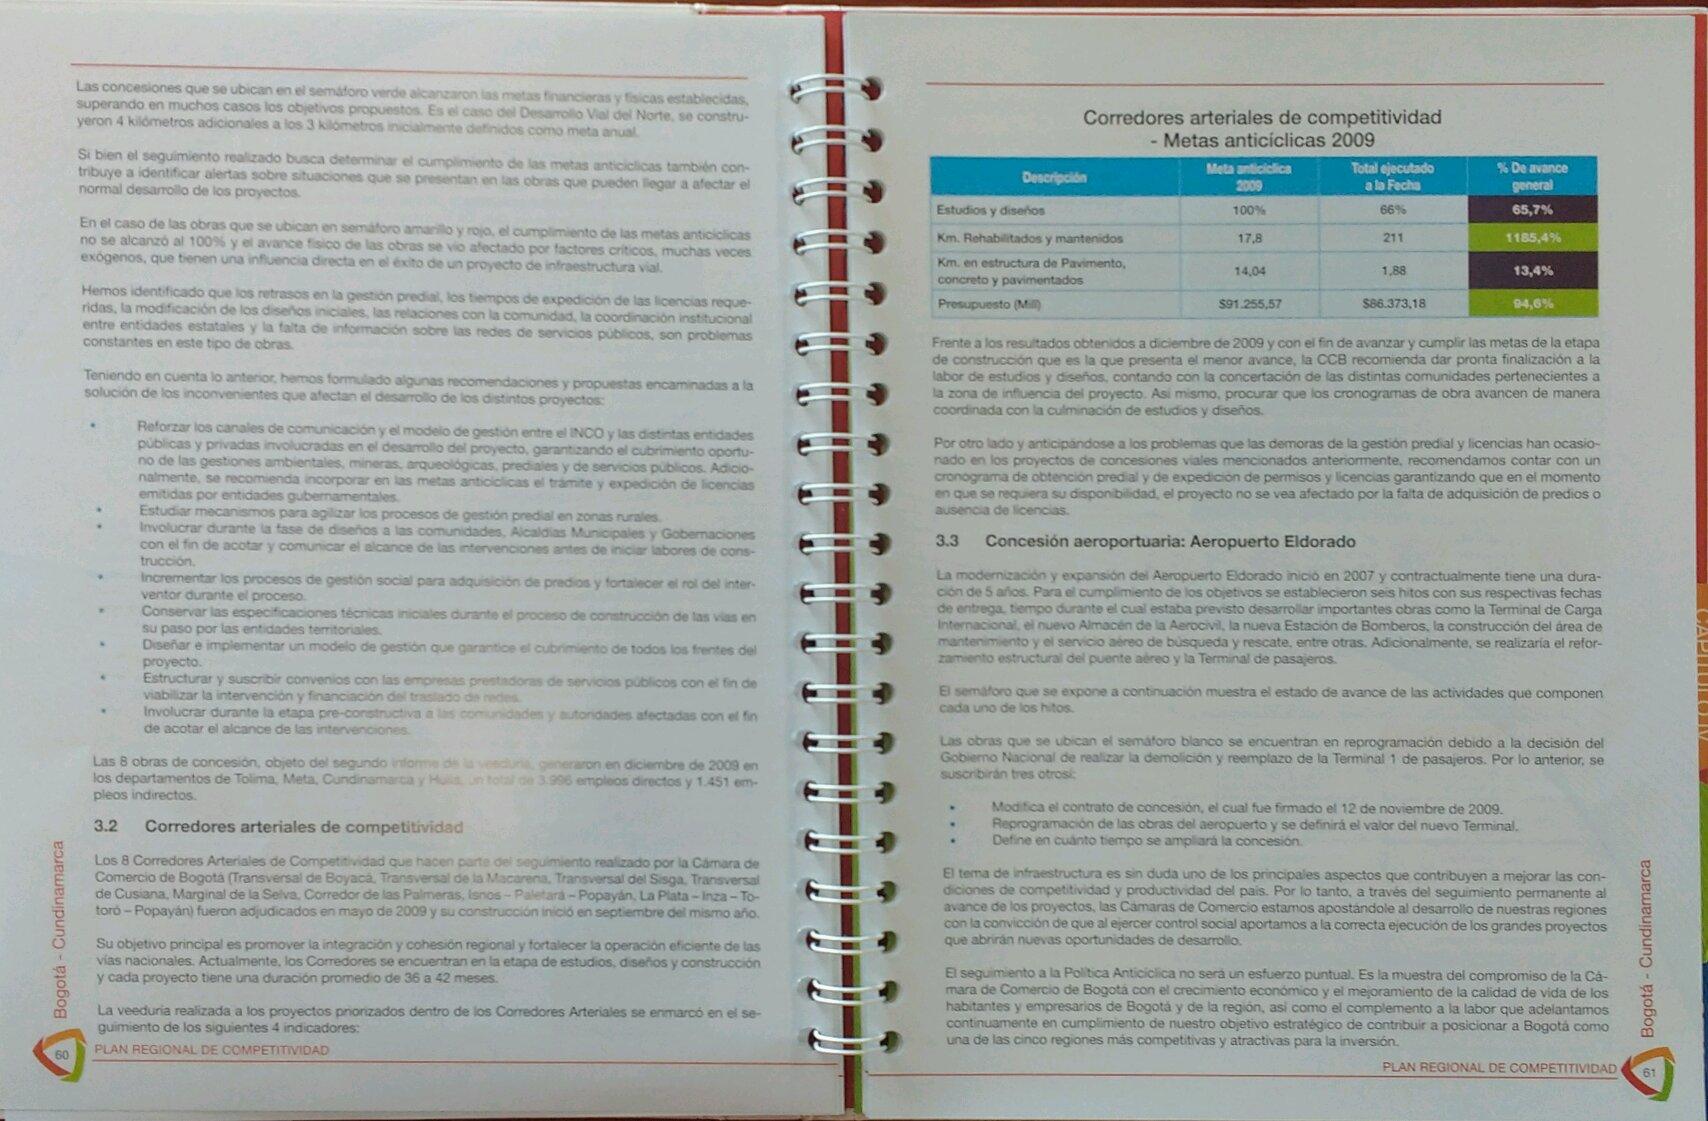 Las concesiones que se ubican en el semáforo verde alcanzaron las metas financieras y físicas establecidas,
superando en muchos casos los objetivos propuestos. Es el caso del Desarrollo Vial del Norte, se constru-
yeron 4 kilómetros adicionales a los 3 kilómetros inicialmente definidos como meta anual.
Si bien el seguimiento realizado busca determinar el cumplimiento de las metas anticíclicas también con-
tribuye a identificar alertas sobre situaciones que se presentan en las obras que pueden llegar a afectar el
normal desarrollo de los proyectos.
En el caso de las obras que se ubican en semáforo amarillo y rojo, el cumplimiento de las metas anticíclicas
no se alcanzó al 100% y el avance físico de las obras se vio afectado por factores críticos, muchas veces
exógenos, que tienen una influencia directa en el éxito de un proyecto de infraestructura vial.
Hemos identificado que los retrasos en la gestión predial, los tiempos de expedición de las licencias reque-
ridas, la modificación de los diseños iniciales, las relaciones con la comunidad, la coordinación institucional
entre entidades estatales y la falta de información sobre las redes de servicios públicos, son problemas
constantes en este tipo de obras.
Teniendo en cuenta lo anterior, hemos formulado algunas recomendaciones y propuestas encaminadas a la
solución de los inconvenientes que afectan el desarrollo de los distintos proyectos:
• Reforzar los canales de comunicación y el modelo de gestión entre el INCO y las distintas entidades
públicas y privadas involucradas en el desarrollo del proyecto, garantizando el cubrimiento oportu-
no de las gestiones ambientales, mineras, arqueológicas, prediales y de servicios públicos. Adicio-
nalmente, se recomienda incorporar en las metas anticíclicas el trámite y expedición de licencias
emitidas por entidades gubernamentales.
• Estudiar mecanismos para agilizar los procesos de gestión predial en zonas rurales.
• Involucrar durante la fase de diseños a las comunidades, Alcaldías Municipales y Gobernaciones
con el fin de acotar y comunicar el alcance de las intervenciones antes de iniciar labores de cons-
trucción.
• Incrementar los procesos de gestión social para adquisición de predios y fortalecer el rol del inter-
ventor durante el proceso.
• Conservar las especificaciones técnicas iniciales durante el proceso de construcción de las vías en
su paso por las entidades territoriales.
• Diseñar e implementar un modelo de gestión que garantice el cubrimiento de todos los frentes del
proyecto.
• Estructurar y suscribir convenios con las empresas prestadoras de servicios públicos con el fin de
viabilizar la intervención y financiación del traslado de redes.
• Involucrar durante la etapa pre-constructiva a las comunidades y autoridades afectadas con el fin
de acotar el alcance de las intervenciones.
Las 8 obras de concesión, objeto del segundo informe de la veeduría, generaron en diciembre de 2009 en
los departamentos de Tolima, Meta, Cundinamarca y Huila, un total de 3.996 empleos directos y 1.451 em-
pleos indirectos.
3.2 Corredores arteriales de competitividad
Los 8 Corredores Arteriales de Competitividad que hacen parte del seguimiento realizado por la Cámara de
Comercio de Bogotá (Transversal de Boyacá, Transversal de la Macarena, Transversal del Sisga, Transversal
de Cusiana, Marginal de la Selva, Corredor de las Palmeras, Isnos – Paletará – Popayán, La Plata – Inza – To-
toró – Popayán) fueron adjudicados en mayo de 2009 y su construcción inició en septiembre del mismo año.
Su objetivo principal es promover la integración y cohesión regional y fortalecer la operación eficiente de las
vías nacionales. Actualmente, los Corredores se encuentran en la etapa de estudios, diseños y construcción
y cada proyecto tiene una duración promedio de 36 a 42 meses.
La veeduría realizada a los proyectos priorizados dentro de los Corredores Arteriales se enmarcó en el se-
guimiento de los siguientes 4 indicadores:
Bogotá - Cundinamarca
60 PLAN REGIONAL DE COMPETITIVIDAD
Corredores arteriales de competitividad
- Metas anticíclicas 2009
Descripción Meta anticíclica 2009 Total ejecutado a la Fecha % De avance general
Estudios y diseños 100% 66% 65,7%
Km. Rehabilitados y mantenidos 17,8 211 1185,4%
Km. en estructura de Pavimento, concreto y pavimentados 14,04 1,88 13,4%
Presupuesto (Mill) $91.255,57 $86.373,18 94,6%
Frente a los resultados obtenidos a diciembre de 2009 y con el fin de avanzar y cumplir las metas de la etapa
de construcción que es la que presenta el menor avance, la CCB recomienda dar pronta finalización a la
labor de estudios y diseños, contando con la concertación de las distintas comunidades pertenecientes a
la zona de influencia del proyecto. Así mismo, procurar que los cronogramas de obra avancen de manera
coordinada con la culminación de estudios y diseños.
Por otro lado y anticipándose a los problemas que las demoras de la gestión predial y licencias han ocasio-
nado en los proyectos de concesiones viales mencionados anteriormente, recomendamos contar con un
cronograma de obtención predial y de expedición de permisos y licencias garantizando que en el momento
en que se requiera su disponibilidad, el proyecto no se vea afectado por la falta de adquisición de predios o
ausencia de licencias.
3.3 Concesión aeroportuaria: Aeropuerto Eldorado
La modernización y expansión del Aeropuerto Eldorado inició en 2007 y contractualmente tiene una dura-
ción de 5 años. Para el cumplimiento de los objetivos se establecieron seis hitos con sus respectivas fechas
de entrega, tiempo durante el cual estaba previsto desarrollar importantes obras como la Terminal de Carga
Internacional, el nuevo Almacén de la Aerocivil, la nueva Estación de Bomberos, la construcción del área de
mantenimiento y el servicio aéreo de búsqueda y rescate, entre otras. Adicionalmente, se realizaría el refor-
zamiento estructural del puente aéreo y la Terminal de pasajeros.
El semáforo que se expone a continuación muestra el estado de avance de las actividades que componen
cada uno de los hitos.
Las obras que se ubican el semáforo blanco se encuentran en reprogramación debido a la decisión del
Gobierno Nacional de realizar la demolición y reemplazo de la Terminal 1 de pasajeros. Por lo anterior, se
suscribirán tres otrosí:
• Modifica el contrato de concesión, el cual fue firmado el 12 de noviembre de 2009.
• Reprogramación de las obras del aeropuerto y se definirá el valor del nuevo Terminal.
• Define en cuánto tiempo se ampliará la concesión.
El tema de infraestructura es sin duda uno de los principales aspectos que contribuyen a mejorar las con-
diciones de competitividad y productividad del país. Por lo tanto, a través del seguimiento permanente al
avance de los proyectos, las Cámaras de Comercio estamos apostándole al desarrollo de nuestras regiones
con la convicción de que al ejercer control social aportamos a la correcta ejecución de los grandes proyectos
que abrirán nuevas oportunidades de desarrollo.
El seguimiento a la Política Anticíclica no será un esfuerzo puntual. Es la muestra del compromiso de la Cá-
mara de Comercio de Bogotá con el crecimiento económico y el mejoramiento de la calidad de vida de los
habitantes y empresarios de Bogotá y de la región, así como el complemento a la labor que adelantamos
continuamente en cumplimiento de nuestro objetivo estratégico de contribuir a posicionar a Bogotá como
una de las cinco regiones más competitivas y atractivas para la inversión.
Bogotá - Cundinamarca
PLAN REGIONAL DE COMPETITIVIDAD 61